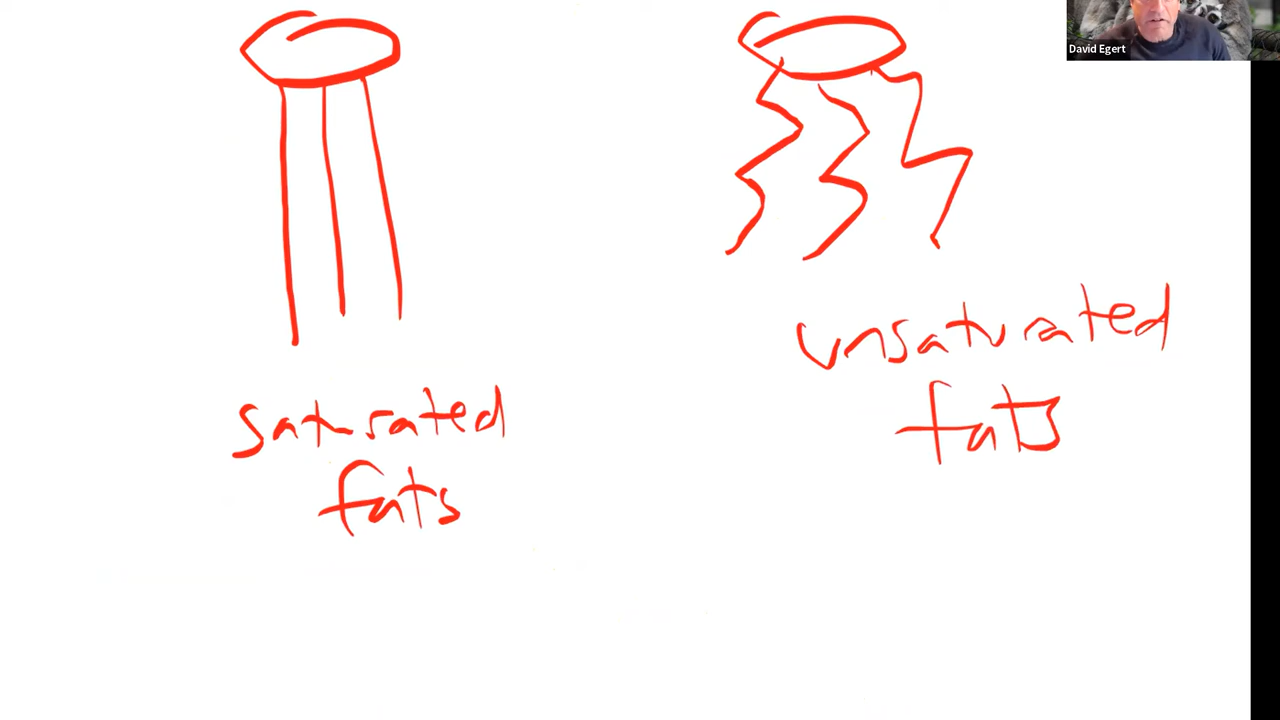 David Egert
saturated
fats
unsaturated
fats